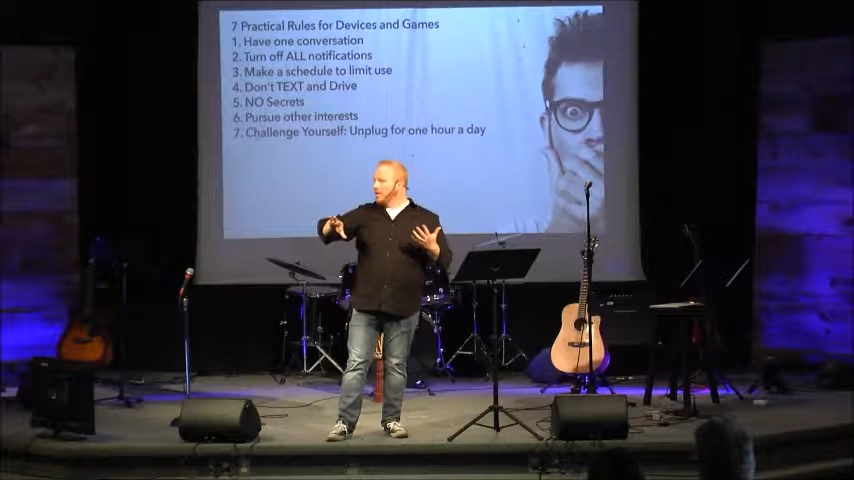 7 Practical Rules for Devices and Games
1. Have one conversation
2. Turn off ALL notifications
3. Make a schedule to limit use
4. Don't TEXT and Drive
5. NO Secrets
6. Pursue other interests
7. Challenge Yourself: Unplug for one hour a day